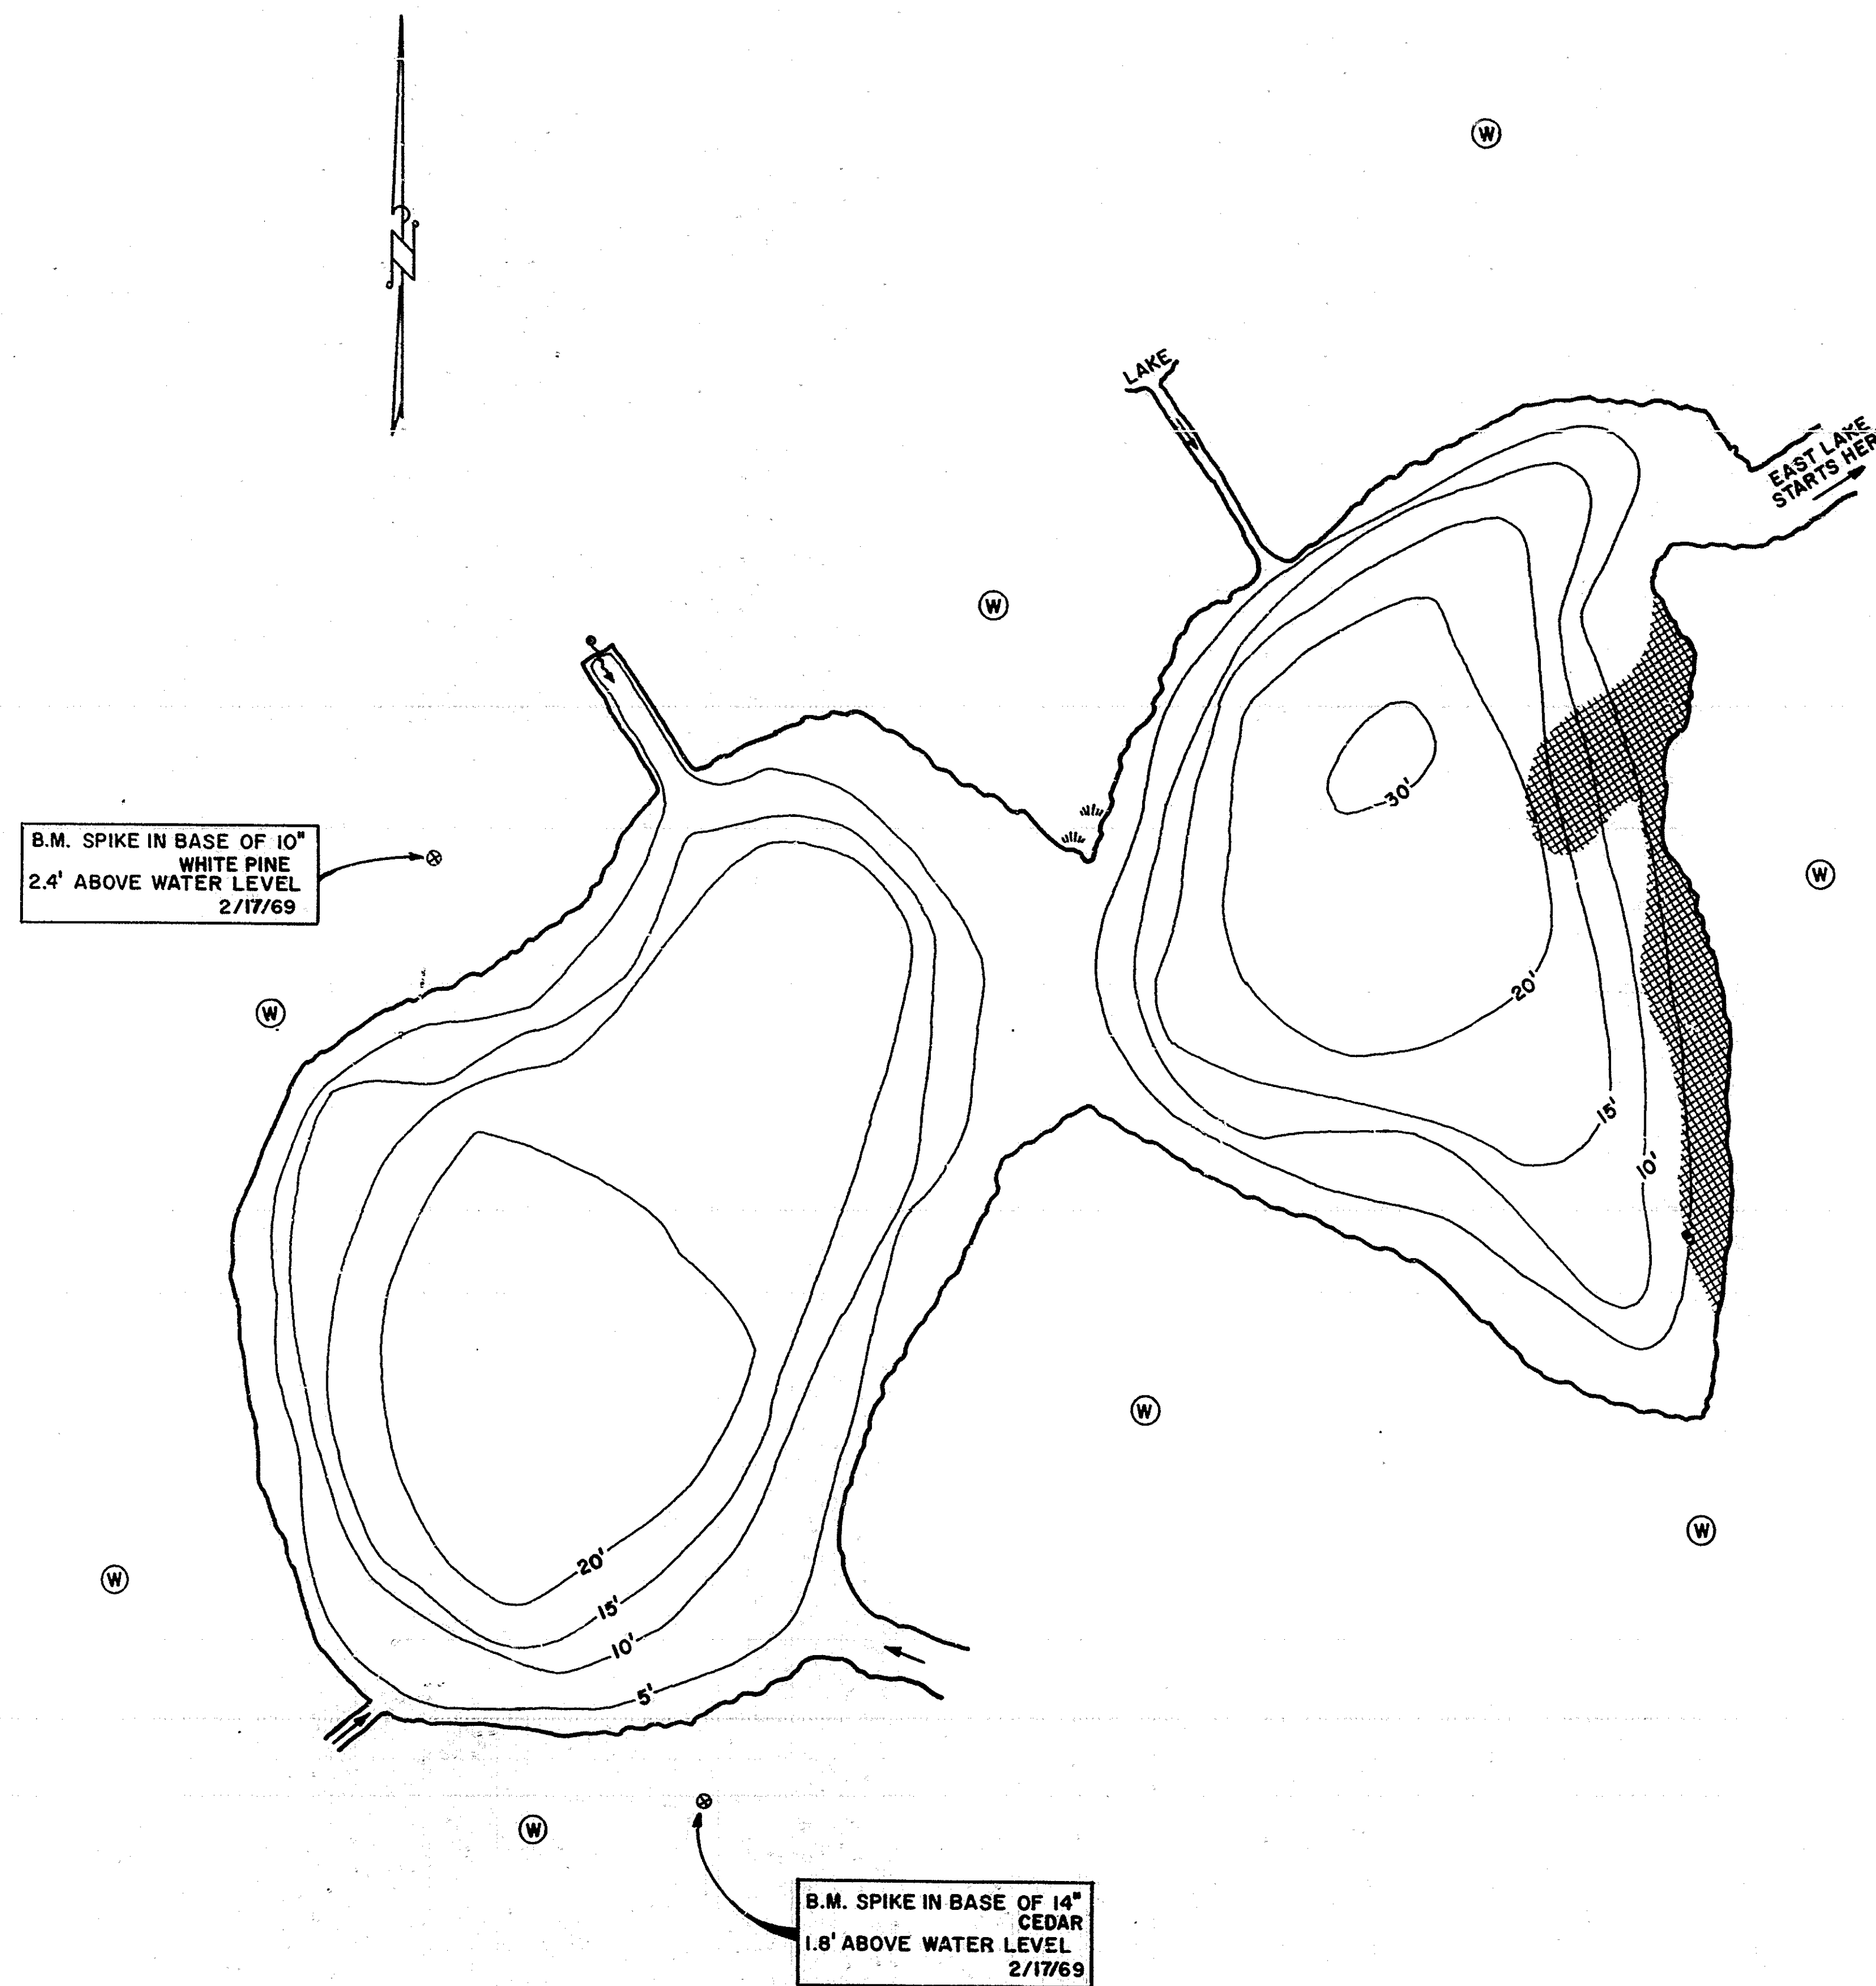 N
W
LAKE
EAST LAKE
STARTS HER
W
B.M. SPIKE IN BASE OF 10"
WHITE PINE
2.4' ABOVE WATER LEVEL
2/17/69
30'
W
W
20'
15'
10'
W
W
W
20'
15'
10'
5'
W
B.M. SPIKE IN BASE OF 14"
CEDAR
1.8' ABOVE WATER LEVEL
2/17/69